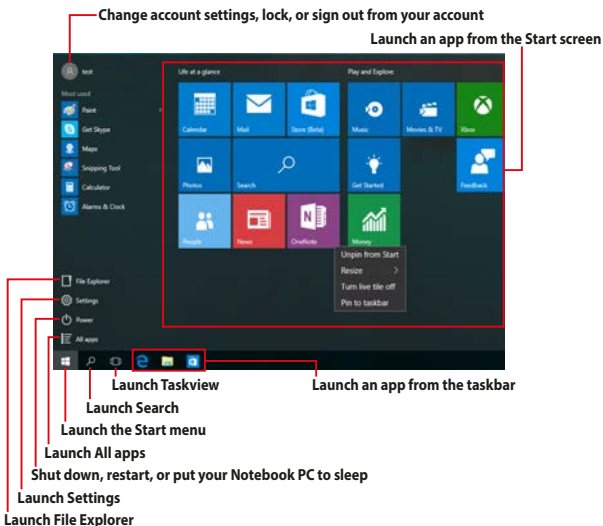 Change account settings, lock, or sign out from your account
Launch an app from the Start screen
test
Most used
Paint
Get Skype
Maps
Snipping Tool
Calculator
Alarms & Clock
File Explorer
Settings
Power
All apps
Life at a glance
Play and Explore
Calendar
Mail
Store (Beta)
Music
Movies & TV
Xbox
Photos
Search
Get Started
Feedback
People
News
OneNote
Money
Unpin from Start
Resize
Turn live tile off
Pin to taskbar
Launch Taskview
Launch an app from the taskbar
Launch Search
Launch the Start menu
Launch All apps
Shut down, restart, or put your Notebook PC to sleep
Launch Settings
Launch File Explorer